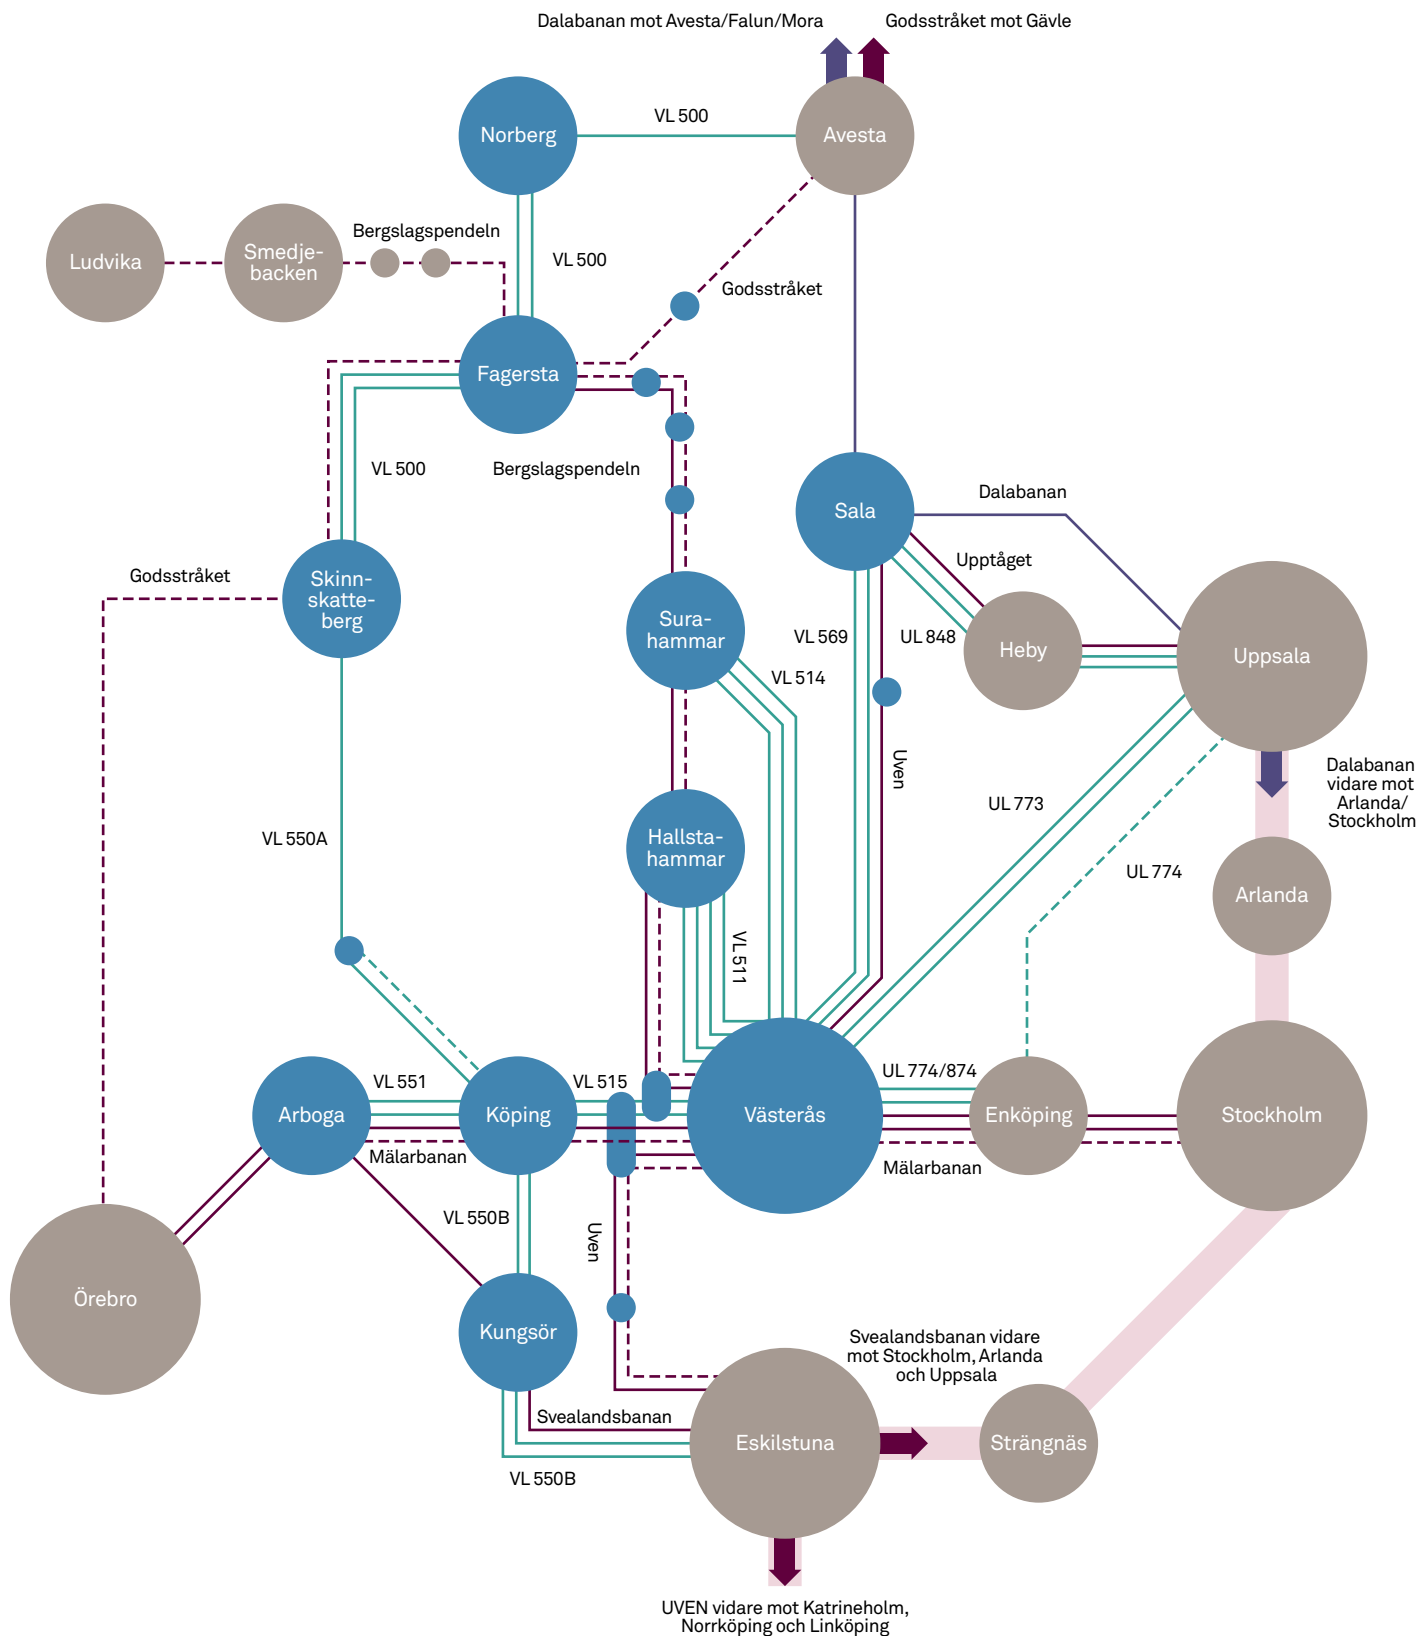 Dalabanan mot Avesta/Falun/Mora
Godsstråket mot Gävle
Norberg
VL 500
Avesta
Ludvika
Smedje-
backen
Bergslagspendeln
VL 500
Godsstråket
Fagersta
VL 500
Bergslagspendeln
Sala
Dalabanan
Upptåget
Godsstråket
Skinn-
skatte-
berg
Sura-
hammar
VL 569
UL 848
Heby
Uppsala
VL 514
Uven
Dalabanan
vidare mot
Arlanda/
Stockholm
UL 773
VL 550A
Hallsta-
hammar
UL 774
Arlanda
VL 511
VL 551
VL 515
UL 774/874
Arboga
Köping
Västerås
Enköping
Stockholm
Mälarbanan
Mälarbanan
VL 550B
Uven
Örebro
Kungsör
Svealandsbanan vidare
mot Stockholm, Arlanda
och Uppsala
Svealandsbanan
Eskilstuna
Strängnäs
VL 550B
UVEN vidare mot Katrineholm,
Norrköping och Linköping